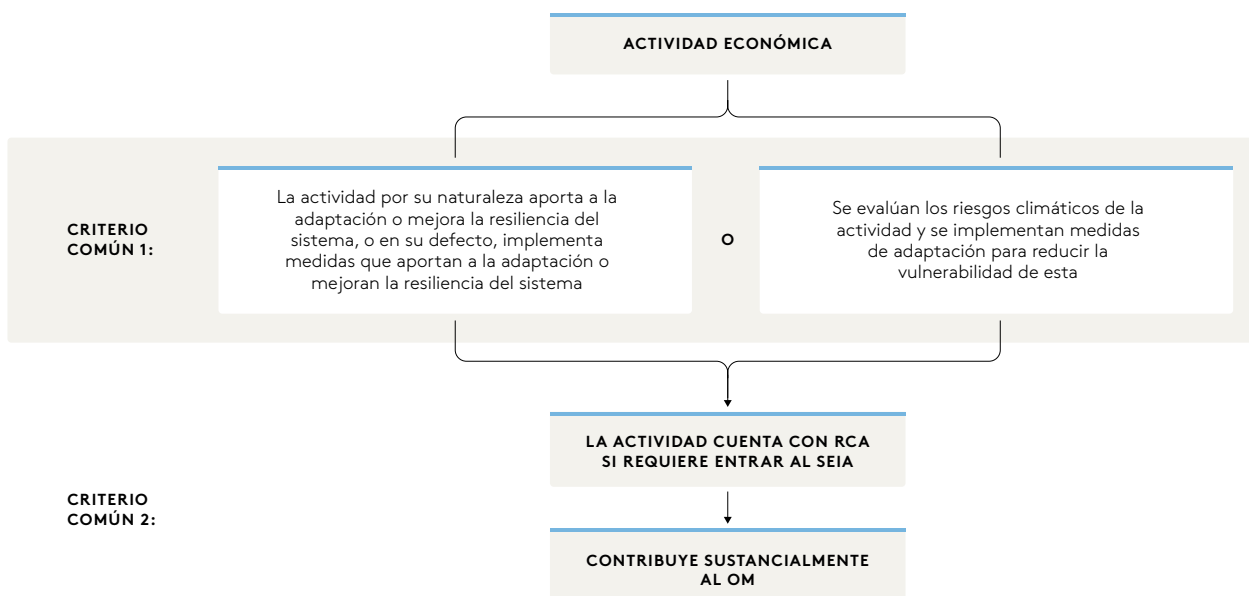 ACTIVIDAD ECONÓMICA
CRITERIO
COMÚN 1:
La actividad por su naturaleza aporta a la
adaptación o mejora la resiliencia del
sistema, o en su defecto, implementa
medidas que aportan a la adaptación o
mejoran la resiliencia del sistema
O
Se evalúan los riesgos climáticos de la
actividad y se implementan medidas
de adaptación para reducir la
vulnerabilidad de esta
LA ACTIVIDAD CUENTA CON RCA
SI REQUIERE ENTRAR AL SEIA
CRITERIO
COMÚN 2:
CONTRIBUYE SUSTANCIALMENTE
AL OM